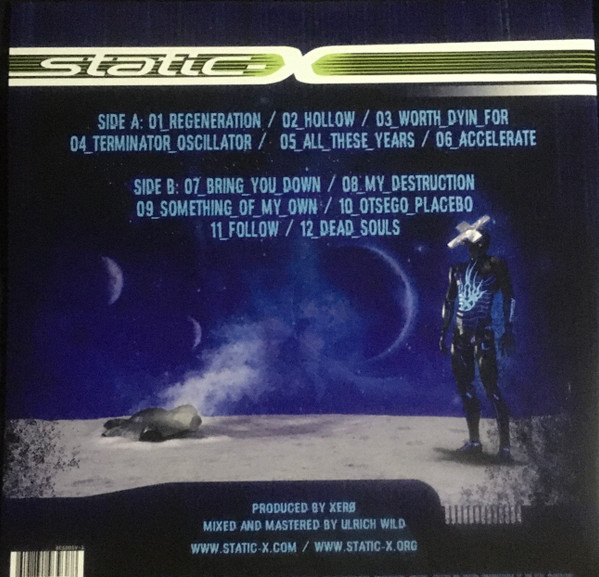 static-X
SIDE A: 01_REGENERATION / 02_HOLLOW / 03_WORTH_DYIN_FOR
04_TERMINATOR_OSCILLATOR / 05_ALL_THESE_YEARS / 06_ACCELERATE
SIDE B: 07_BRING_YOU_DOWN / 08_MY_DESTRUCTION
09_SOMETHING_OF_MY_OWN / 10_OTSEGO_PLACEBO
11_FOLLOW / 12_DEAD_SOULS
PRODUCED BY XERØ
MIXED AND MASTERED BY ULRICH WILD
WWW.STATIC-X.COM / WWW.STATIC-X.ORG